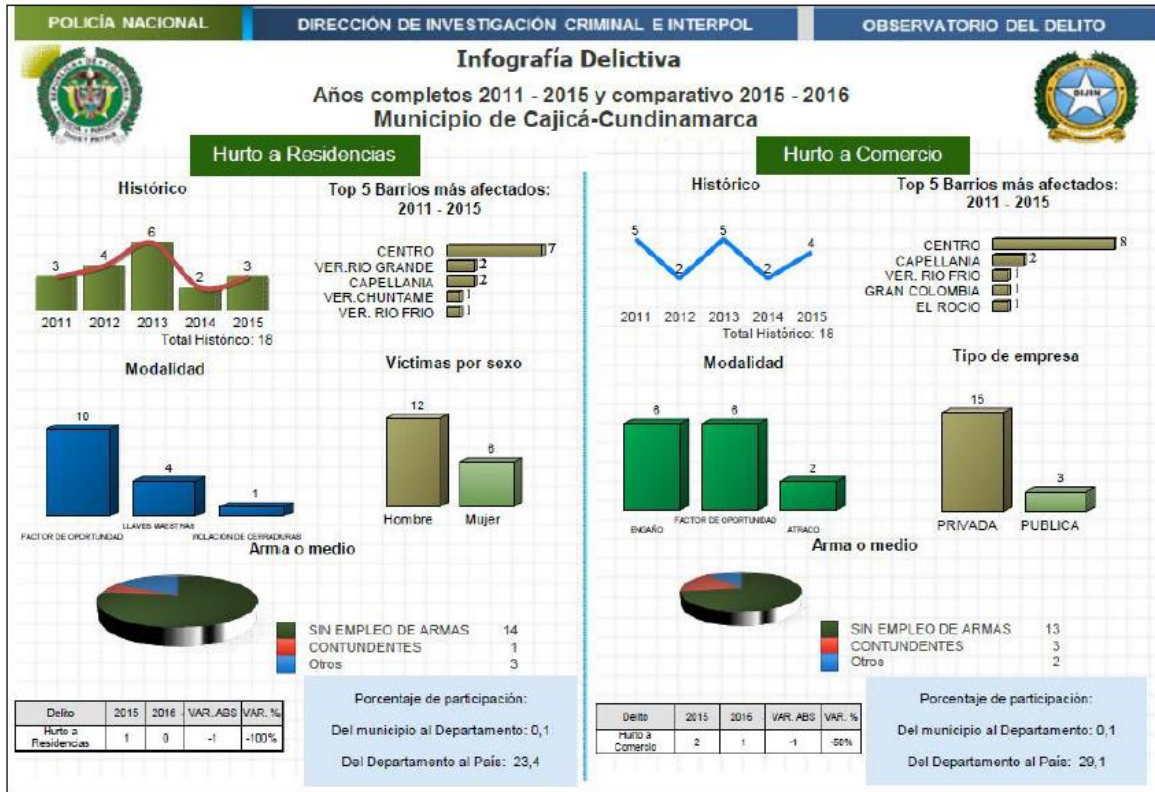 POLICÍA NACIONAL
DIRECCIÓN DE INVESTIGACIÓN CRIMINAL E INTERPOL
OBSERVATORIO DEL DELITO
Infografía Delictiva
Años completos 2011 - 2015 y comparativo 2015 - 2016
Municipio de Cajicá-Cundinamarca
DIJIN
Hurto a Residencias
Histórico
3 4 6 2 3
2011 2012 2013 2014 2015
Total Histórico: 18
Top 5 Barrios más afectados:
2011 - 2015
CENTRO 7
VER.RIO GRANDE 2
CAPELLANIA 2
VER.CHUNTAME 1
VER. RIO FRIO 1
Modalidad
10 4 1
FACTOR DE OPORTUNIDAD
LLAVES MAESTRAS
VIOLACIÓN DE CERRADURAS
Víctimas por sexo
12 6
Hombre Mujer
Arma o medio
SIN EMPLEO DE ARMAS 14
CONTUNDENTES 1
Otros 3
Delito 2015 2016 VAR. ABS VAR. %
Hurto a
Residencias 1 0 -1 -100%
Porcentaje de participación:
Del municipio al Departamento: 0,1
Del Departamento al País: 23,4
Hurto a Comercio
Histórico
5 2 5 2 4
2011 2012 2013 2014 2015
Total Histórico: 18
Top 5 Barrios más afectados:
2011 - 2015
CENTRO 8
CAPELLANIA 2
VER. RIO FRIO 1
GRAN COLOMBIA 1
EL ROCIO 1
Modalidad
6 6 2
ENGAÑO
FACTOR DE OPORTUNIDAD
ATRACO
Tipo de empresa
15 3
PRIVADA PUBLICA
Arma o medio
SIN EMPLEO DE ARMAS 13
CONTUNDENTES 3
Otros 2
Delito 2015 2016 VAR. ABS VAR. %
Hurto a
Comercio 2 1 -1 -50%
Porcentaje de participación:
Del municipio al Departamento: 0,1
Del Departamento al País: 29,1